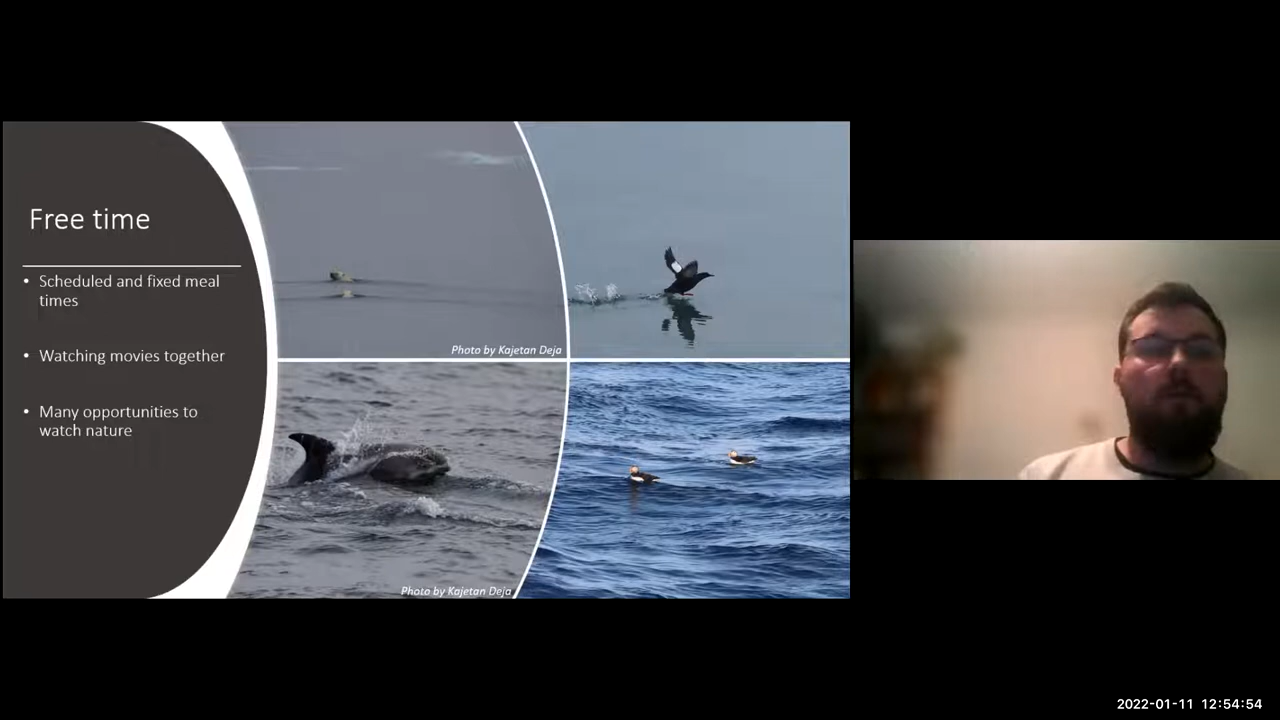 Free time
• Scheduled and fixed meal
times
• Watching movies together
• Many opportunities to
watch nature
Photo by Kajetan Deja
Photo by Kajetan Deja
2022-01-11 12:54:54